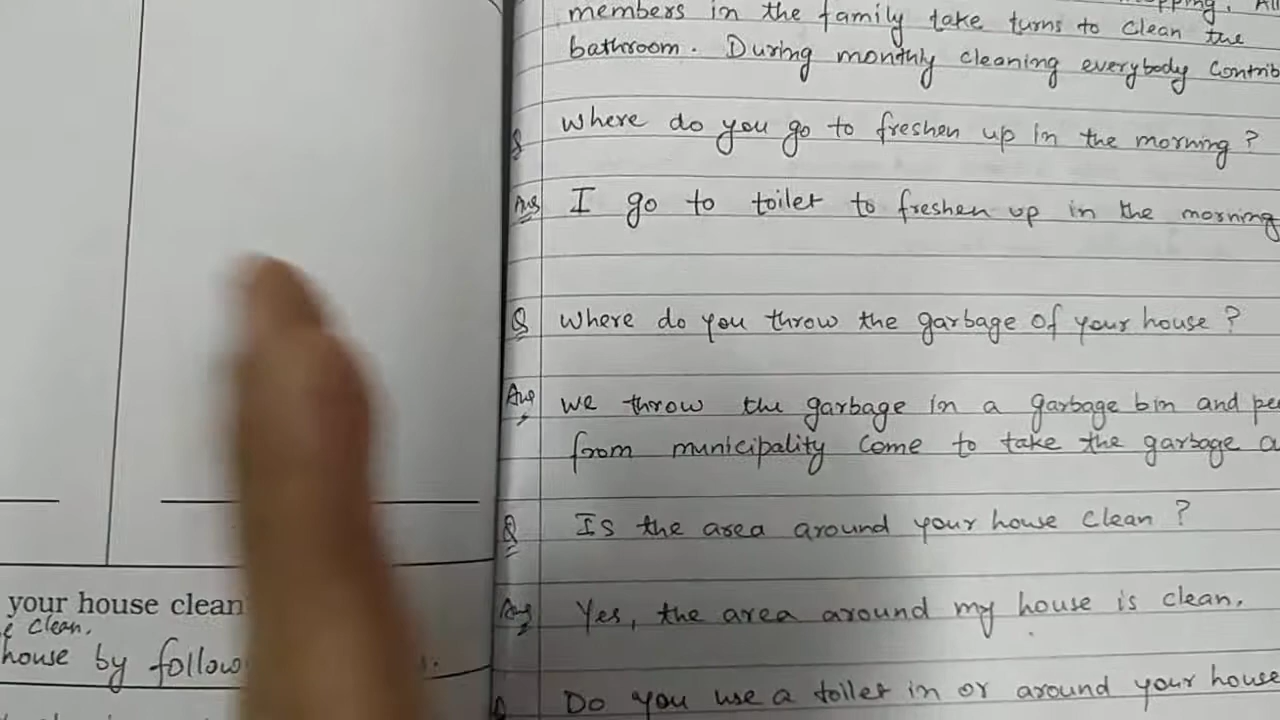 your house clean
clean.
house by follow
members in the family take turns to clean the
bathroom. During monthly cleaning everybody contrib
Q Where do you go to freshen up in the morning?
Ans I go to toilet to freshen up in the morning
Q Where do you throw the garbage of your house?
Ans We throw the garbage in a garbage bin and pe
from municipality come to take the garbage a
Q Is the area around your house clean?
Ans Yes, the area around my house is clean.
Q Do you use a toilet in or around your house